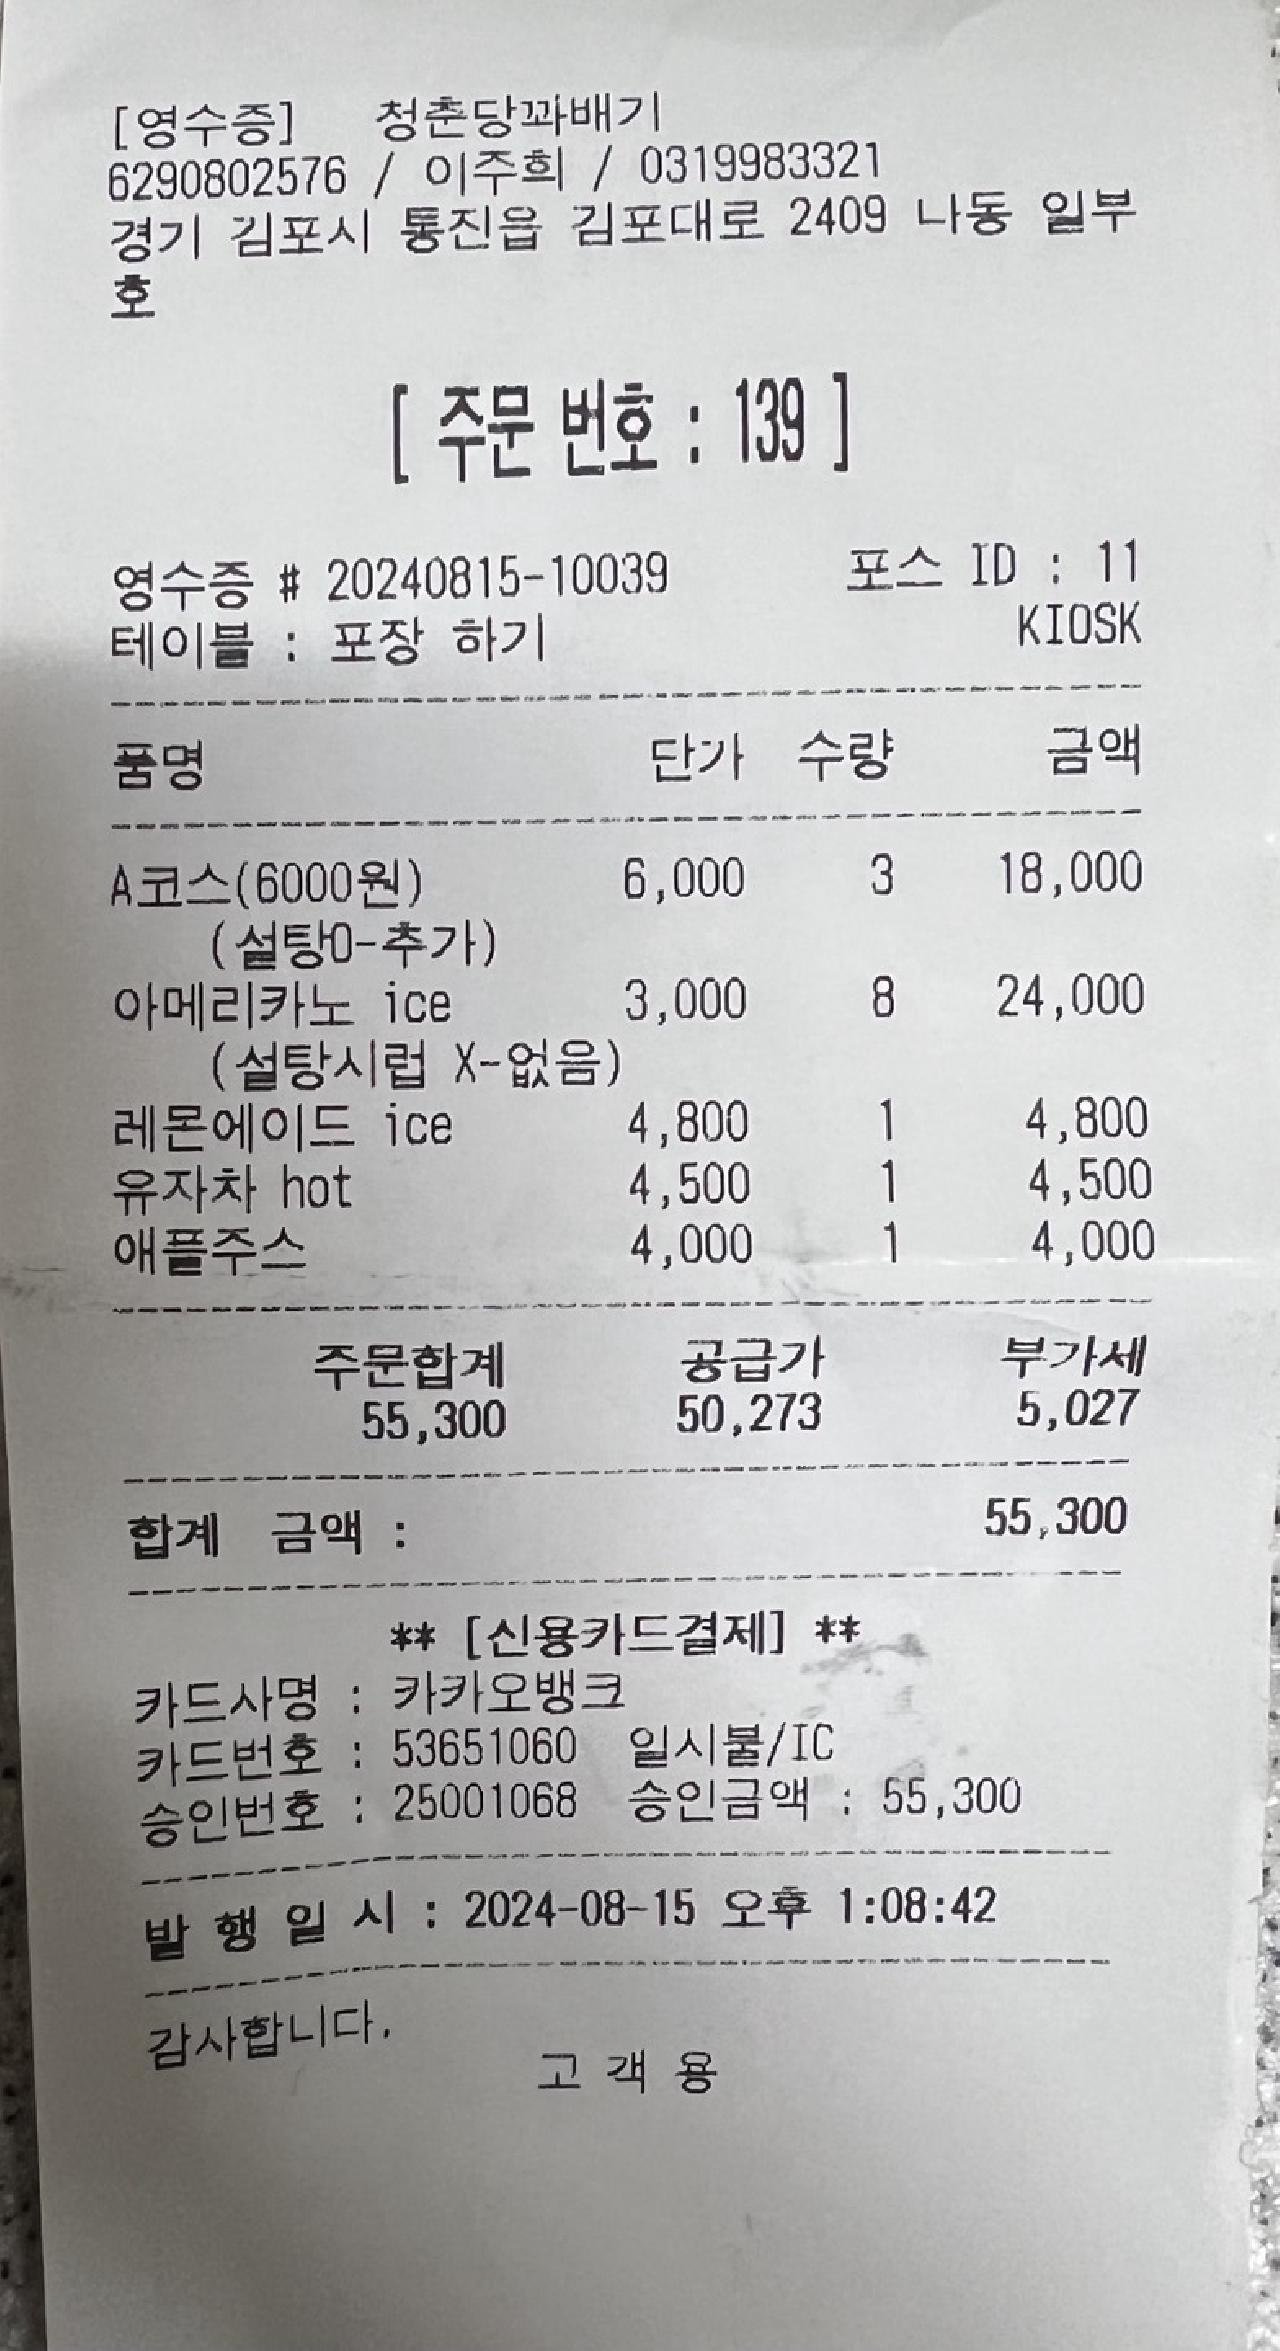 [영수증] 청춘당꽈배기
6290802576 / 이주희 / 0319983321
경기 김포시 통진읍 김포대로 2409 나동 일부
호
[ 주문 번호 : 139 ]
영수증 # 20240815-10039 포스 ID : 11
테이블 : 포장 하기 KIOSK
품명 단가 수량 금액
A코스(6000원) 6,000 3 18,000
(설탕O-추가)
아메리카노 ice 3,000 8 24,000
(설탕시럽 X-없음)
레몬에이드 ice 4,800 1 4,800
유자차 hot 4,500 1 4,500
애플주스 4,000 1 4,000
주문합계 공급가 부가세
55,300 50,273 5,027
합계 금액 : 55,300
** [신용카드결제] **
카드사명 : 카카오뱅크
카드번호 : 53651060 일시불/IC
승인번호 : 25001068 승인금액 : 55,300
발 행 일 시 : 2024-08-15 오후 1:08:42
감사합니다.
고 객 용